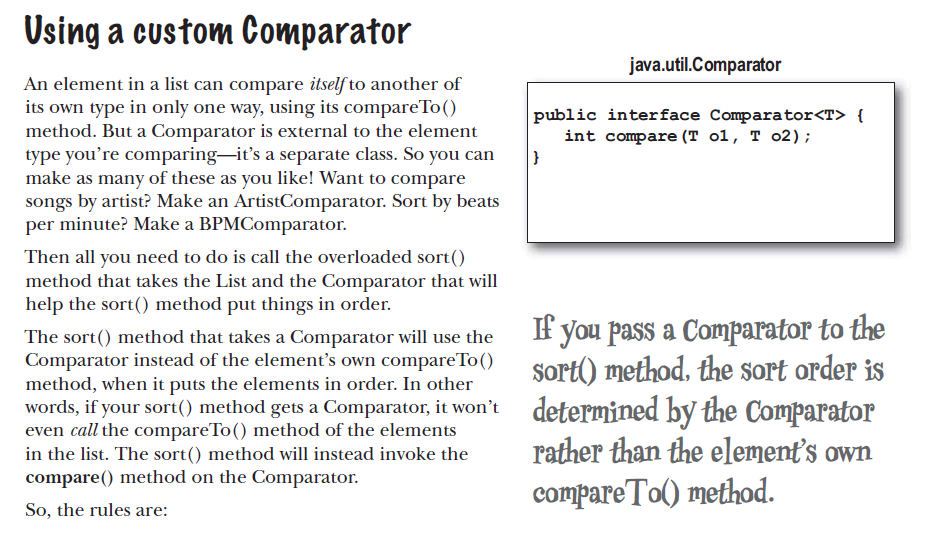 Using a custom Comparator
An element in a list can compare itself to another of
its own type in only one way, using its compareTo()
method. But a Comparator is external to the element
type you're comparing—it's a separate class. So you can
make as many of these as you like! Want to compare
songs by artist? Make an ArtistComparator. Sort by beats
per minute? Make a BPMComparator.
Then all you need to do is call the overloaded sort()
method that takes the List and the Comparator that will
help the sort() method put things in order.
The sort() method that takes a Comparator will use the
Comparator instead of the element's own compareTo()
method, when it puts the elements in order. In other
words, if your sort() method gets a Comparator, it won't
even call the compareTo() method of the elements
in the list. The sort() method will instead invoke the
compare() method on the Comparator.
So, the rules are:
java.util.Comparator
public interface Comparator<T> {
int compare(T o1, T o2);
}
If you pass a Comparator to the
sort() method, the sort order is
determined by the Comparator
rather than the element's own
compareTo() method.